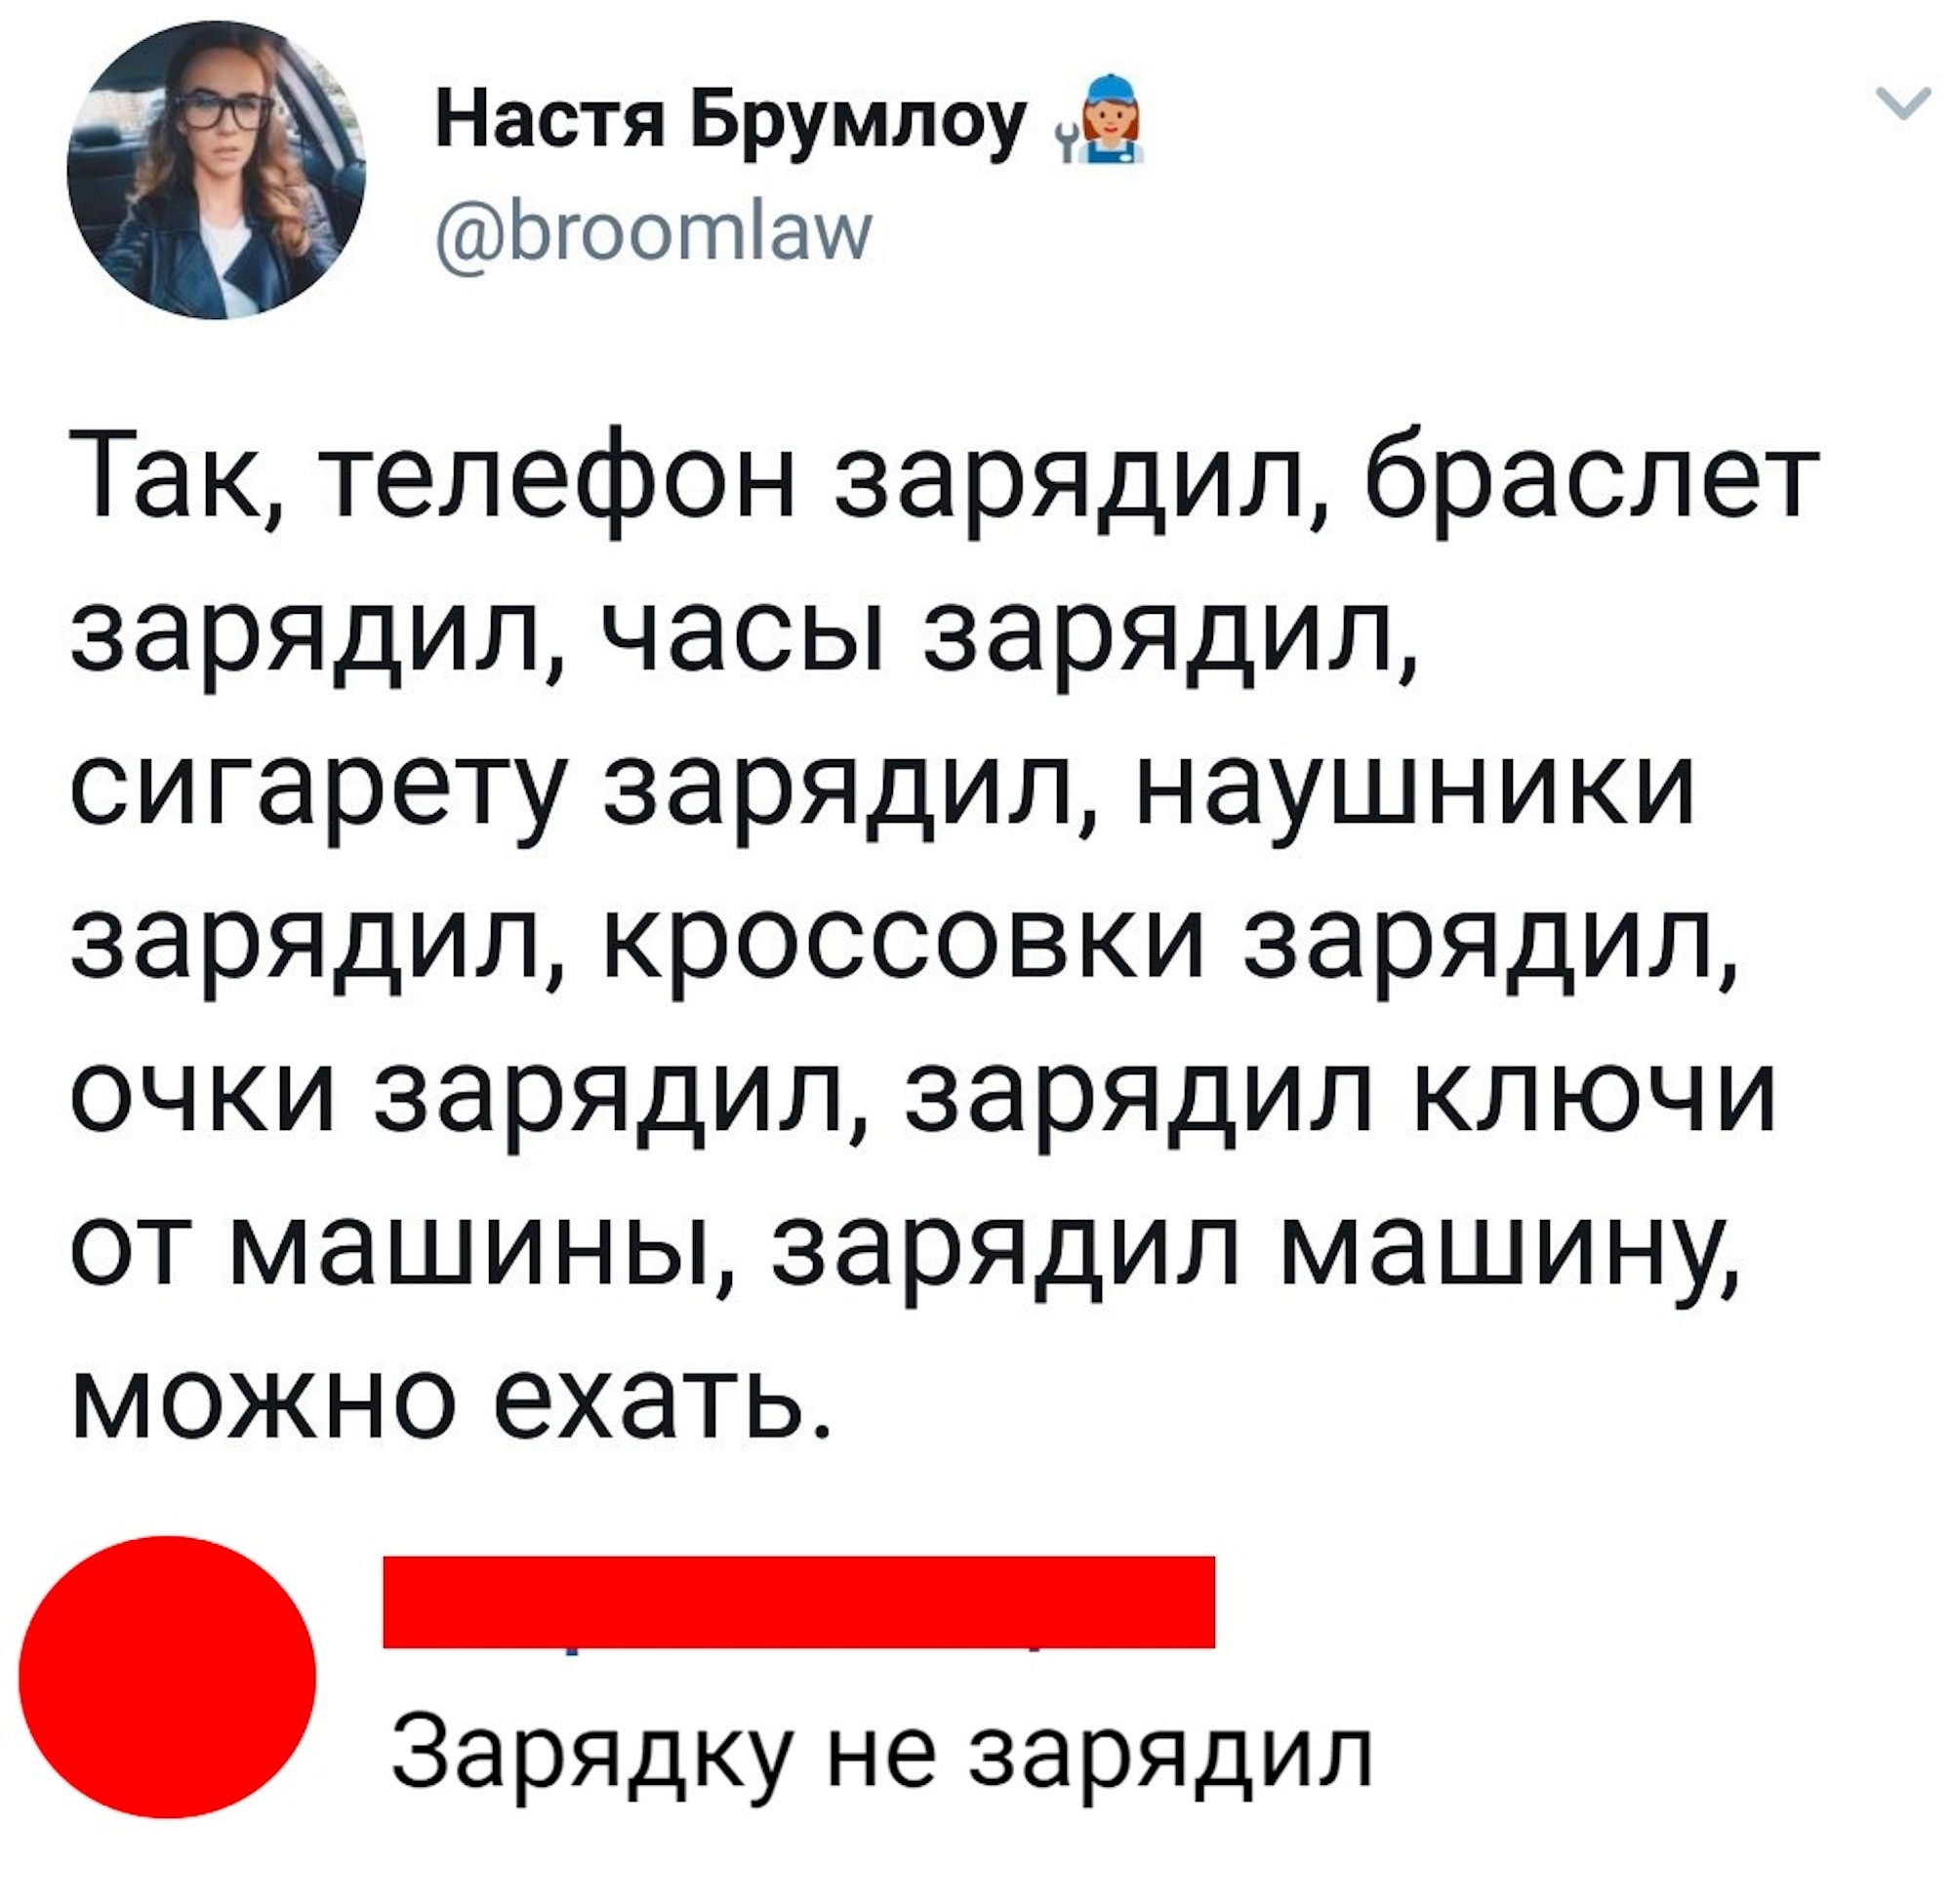 Настя Брумлоу
@broomlaw
Так, телефон зарядил, браслет
зарядил, часы зарядил,
сигарету зарядил, наушники
зарядил, кроссовки зарядил,
очки зарядил, зарядил ключи
от машины, зарядил машину,
можно ехать.
Зарядку не зарядил